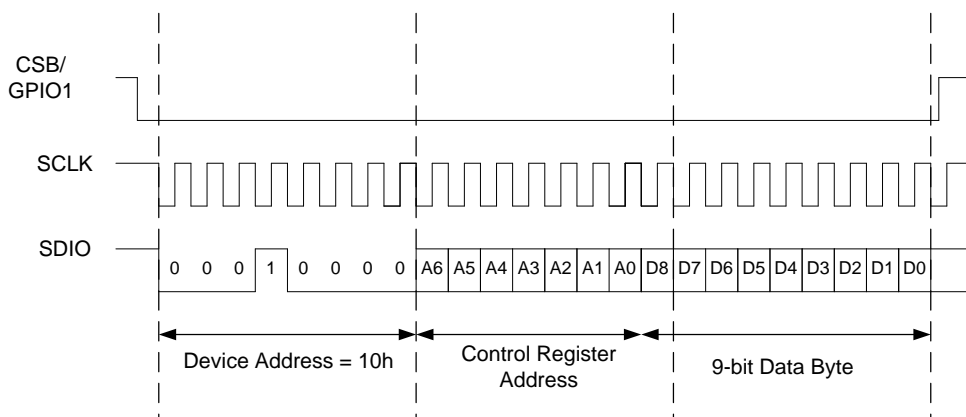 CSB/
GPIO1
SCLK
SDIO
0 0 0 1 0 0 0 0 A6 A5 A4 A3 A2 A1 A0 D8 D7 D6 D5 D4 D3 D2 D1 D0
Device Address = 10h
Control Register
Address
9-bit Data Byte